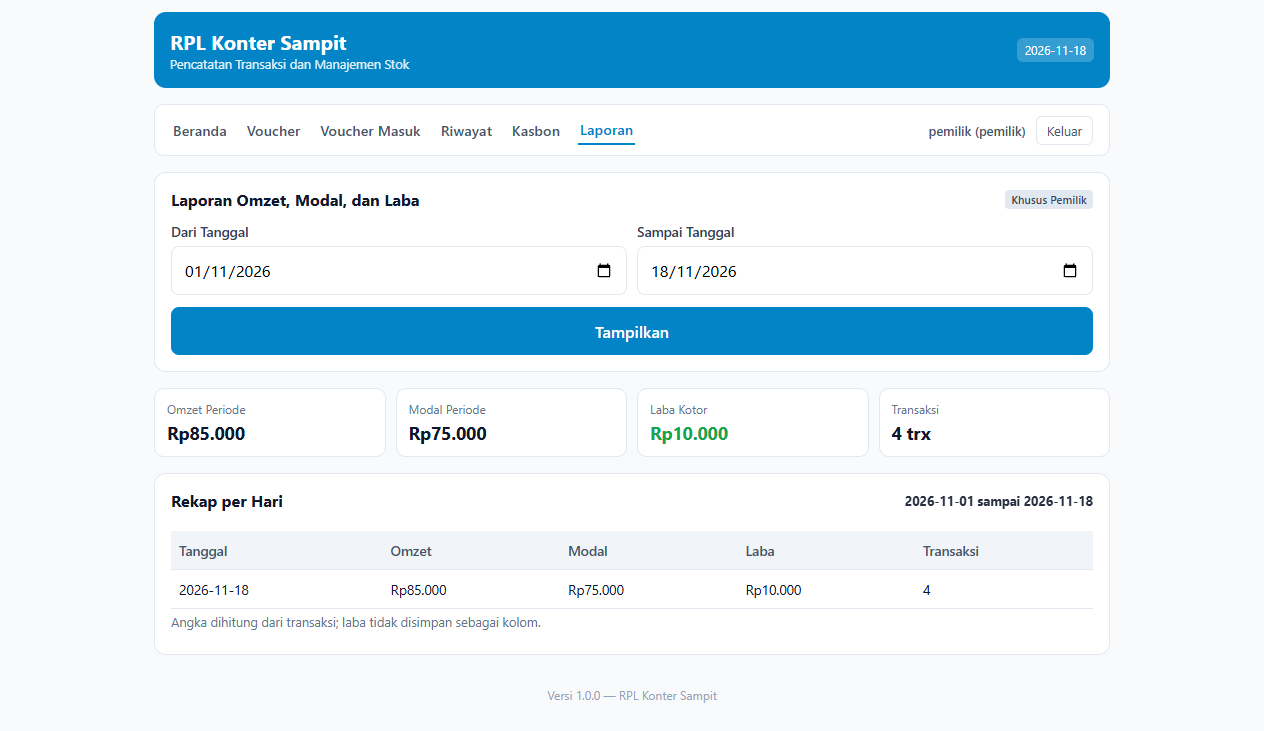 RPL Konter Sampit
Pencatatan Transaksi dan Manajemen Stok
2026-11-18
Beranda Voucher Voucher Masuk Riwayat Kasbon Laporan pemilik (pemilik) Keluar
Laporan Omzet, Modal, dan Laba Khusus Pemilik
Dari Tanggal Sampai Tanggal
01/11/2026 18/11/2026
Tampilkan
Omzet Periode Modal Periode Laba Kotor Transaksi
Rp85.000 Rp75.000 Rp10.000 4 trx
Rekap per Hari 2026-11-01 sampai 2026-11-18
Tanggal Omzet Modal Laba Transaksi
2026-11-18 Rp85.000 Rp75.000 Rp10.000 4
Angka dihitung dari transaksi; laba tidak disimpan sebagai kolom.
Versi 1.0.0 — RPL Konter Sampit